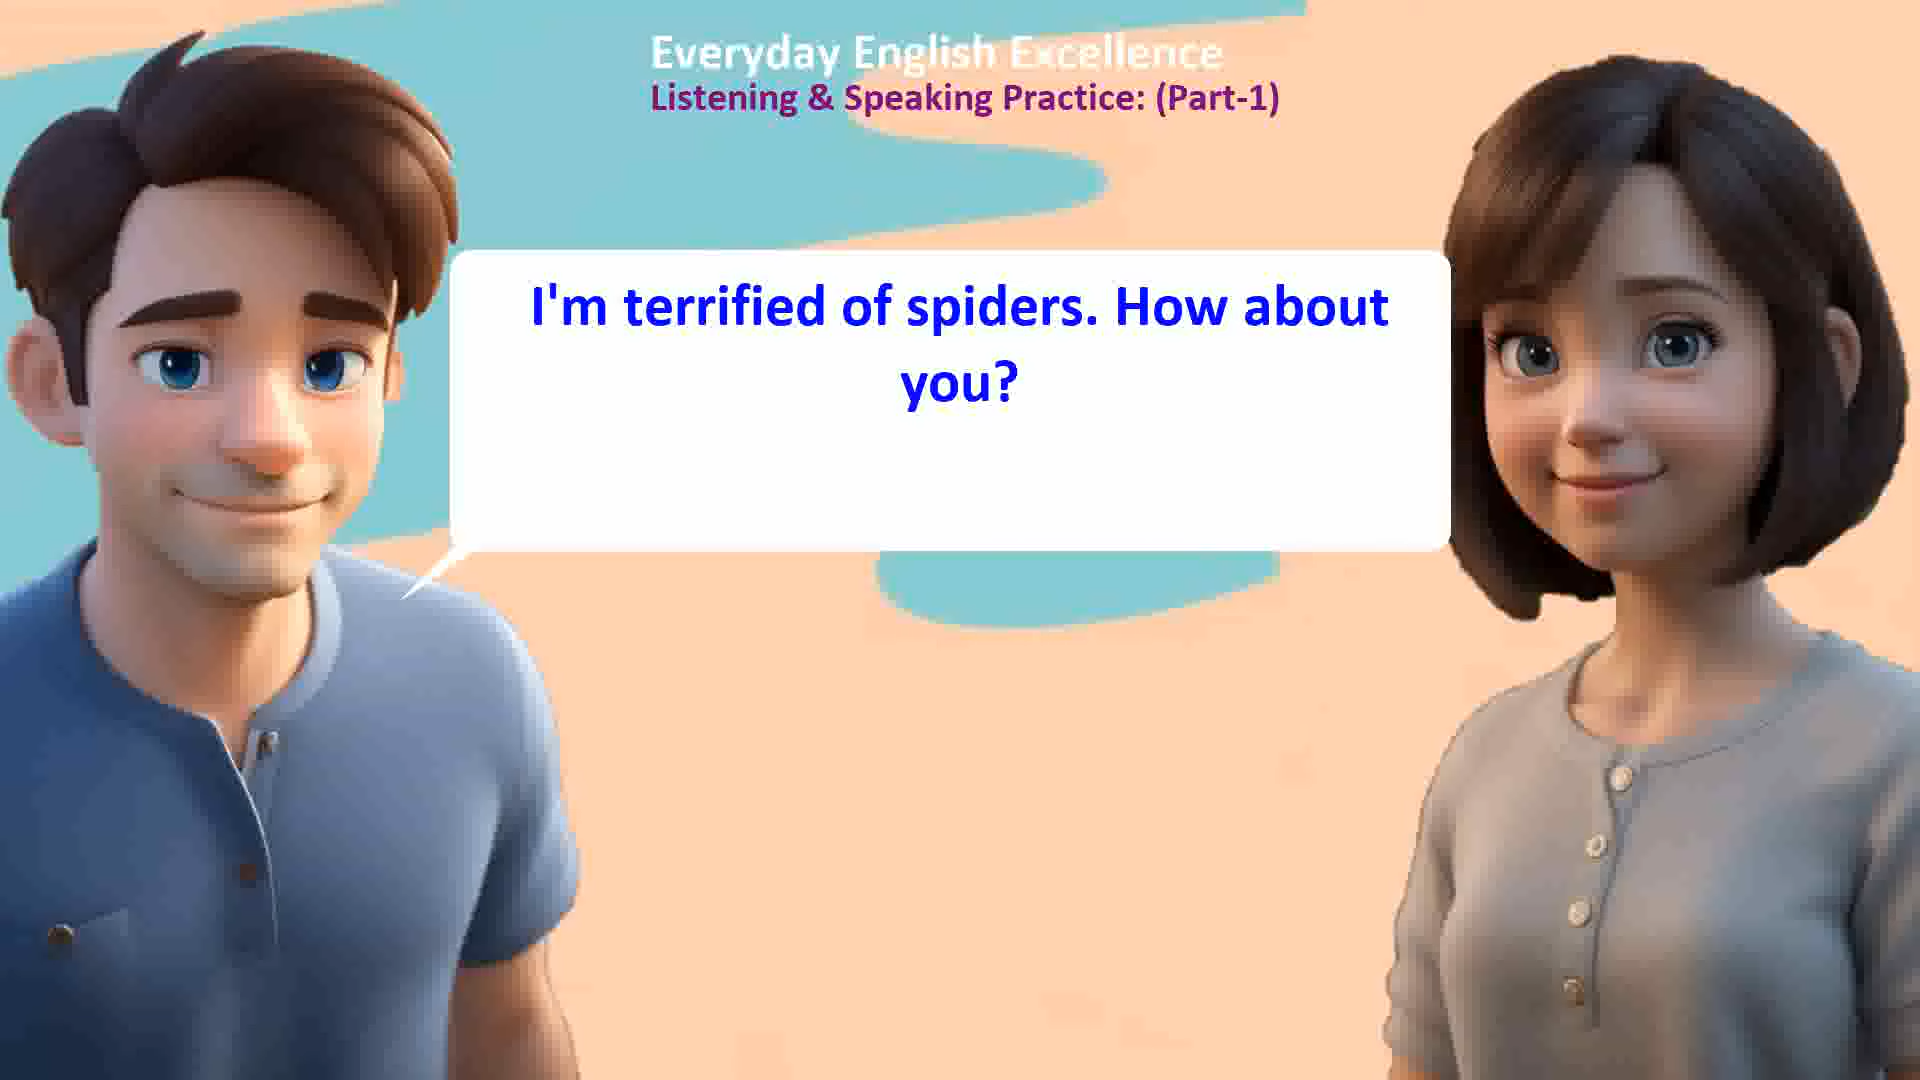 Everyday English Excellence
Listening & Speaking Practice: (Part-1)
I'm terrified of spiders. How about
you?